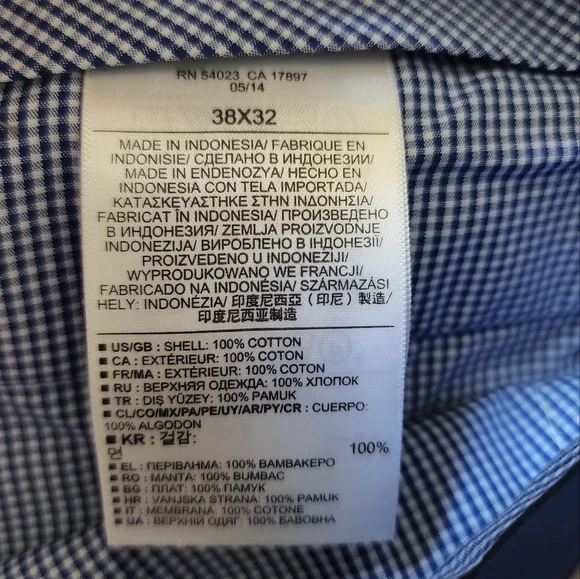 RN 54023 CA 17897
05/14
38X32
MADE IN INDONESIA/ FABRIQUE EN
INDONISIE/ СДЕЛАНО В ИНДОНЕЗИИ/
MADE IN ENDENOZYA/ HECHO EN
INDONESIA CON TELA IMPORTADA/
ΚΑΤΑΣΚΕΥΑΣΤΗΚΕ ΣΤΗΝ ΙΝΔΟΝΗΣΙΑ/
FABRICAT ÎN INDONESIA/ ПРОИЗВЕДЕНО
В ИНДОНЕЗИЯ/ ZEMLJA PROIZVODNJE
INDONEZIJA/ ВИРОБЛЕНО В ІНДОНЕЗІЇ/
PROIZVEDENO U INDONEZIJI/
WYPRODUKOWANO WE FRANCJI/
FABRICADO NA INDONÉSIA/ SZÁRMAZÁSI
HELY: INDONÉZIA/ 印度尼西亞 (印尼) 製造/
印度尼西亚制造
■ US/GB : SHELL: 100% COTTON
■ CA : EXTÉRIEUR: 100% COTON
■ FR/MA : EXTÉRIEUR: 100% COTON
■ RU : ВЕРХНЯЯ ОДЕЖДА: 100% ХЛОПОК
■ TR : DIŞ YÜZEY: 100% PAMUK
■ CL/CO/MX/PA/PE/UY/AR/PY/CR : CUERPO:
100% ALGODON
■ KR : 겉감:
면 100%
■ EL : ΠΕΡΙΒΛΗΜΑ: 100% ΒΑΜΒΑΚΕΡΟ
■ RO : MANTA: 100% BUMBAC
■ BG : ПЛАТ: 100% ПАМУК
■ HR : VANJSKA STRANA: 100% PAMUK
■ IT : MEMBRANA: 100% COTONE
■ UA : ВЕРХНІЙ ОДЯГ: 100% БАВОВНА